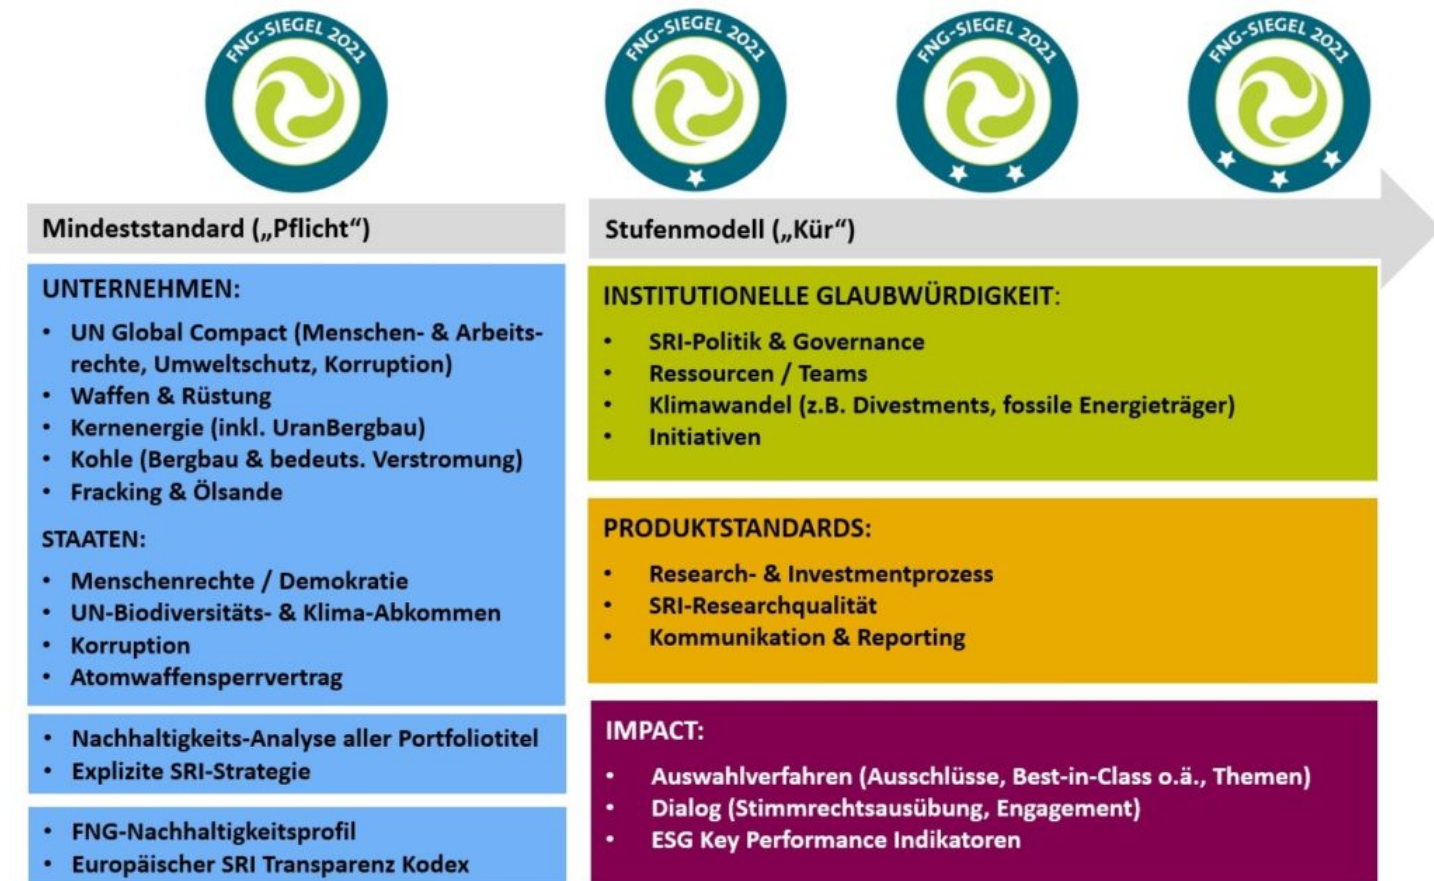 FNG-SIEGEL 2021
FNG-SIEGEL 2021
FNG-SIEGEL 2021
FNG-SIEGEL 2021
Mindeststandard („Pflicht“)
UNTERNEHMEN:
• UN Global Compact (Menschen- & Arbeits-
rechte, Umweltschutz, Korruption)
• Waffen & Rüstung
• Kernenergie (inkl. UranBergbau)
• Kohle (Bergbau & bedeuts. Verstromung)
• Fracking & Ölsande
STAATEN:
• Menschenrechte / Demokratie
• UN-Biodiversitäts- & Klima-Abkommen
• Korruption
• Atomwaffensperrvertrag
• Nachhaltigkeits-Analyse aller Portfoliotitel
• Explizite SRI-Strategie
• FNG-Nachhaltigkeitsprofil
• Europäischer SRI Transparenz Kodex
Stufenmodell („Kür“)
INSTITUTIONELLE GLAUBWÜRDIGKEIT:
• SRI-Politik & Governance
• Ressourcen / Teams
• Klimawandel (z.B. Divestments, fossile Energieträger)
• Initiativen
PRODUKTSTANDARDS:
• Research- & Investmentprozess
• SRI-Researchqualität
• Kommunikation & Reporting
IMPACT:
• Auswahlverfahren (Ausschlüsse, Best-in-Class o.ä., Themen)
• Dialog (Stimmrechtsausübung, Engagement)
• ESG Key Performance Indikatoren